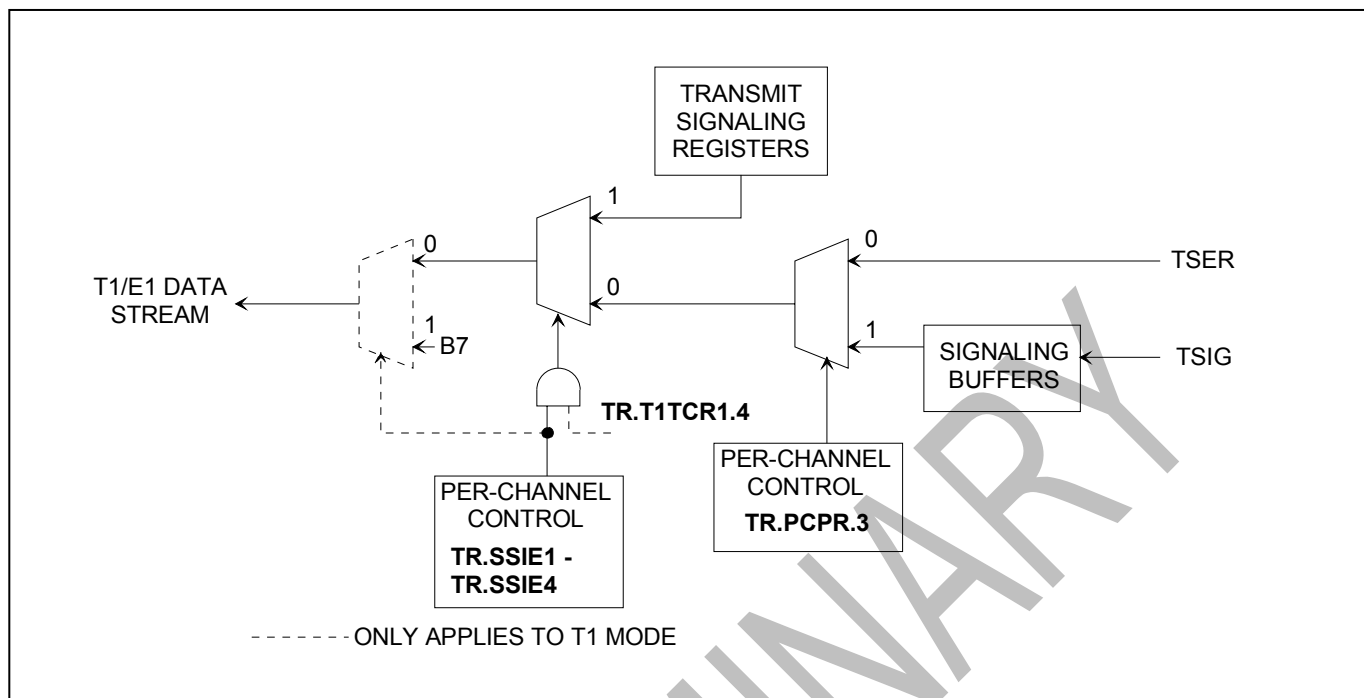 TRANSMIT
SIGNALING
REGISTERS
1
0
0
0
TSER
T1/E1 DATA
STREAM
1
B7
1
SIGNALING
BUFFERS
TSIG
TR.T1TCR1.4
PER-CHANNEL
CONTROL
TR.PCPR.3
PER-CHANNEL
CONTROL
TR.SSIE1 -
TR.SSIE4
ONLY APPLIES TO T1 MODE
INARY